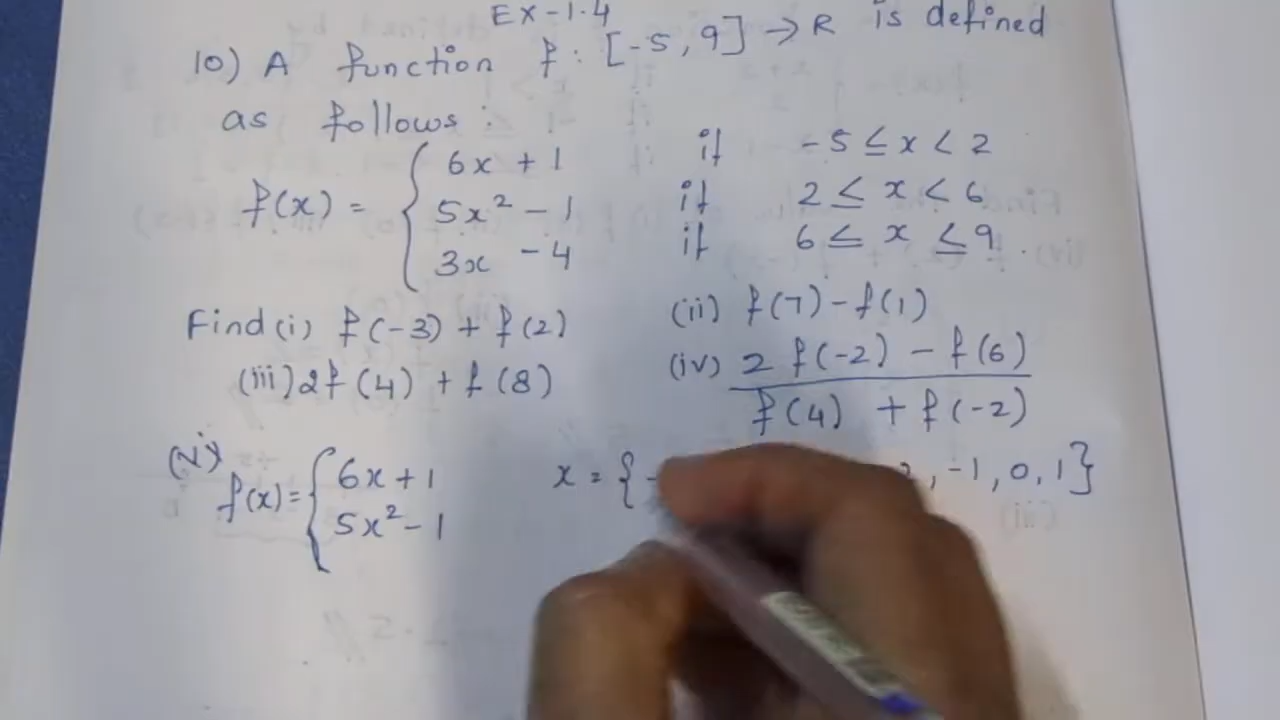 EX-1.4
10) A function f: [-5,9] → R is defined
as follows:
f(x) = { 6x + 1 if -5 ≤ x < 2
5x² - 1 if 2 ≤ x < 6
3x - 4 if 6 ≤ x ≤ 9.
Find (i) f(-3) + f(2) (ii) f(7) - f(1)
(iii) 2f(4) + f(8) (iv) 2 f(-2) - f(6) / f(4) + f(-2)
f(x) = { 6x + 1 x = { , -1, 0, 1}
5x² - 1